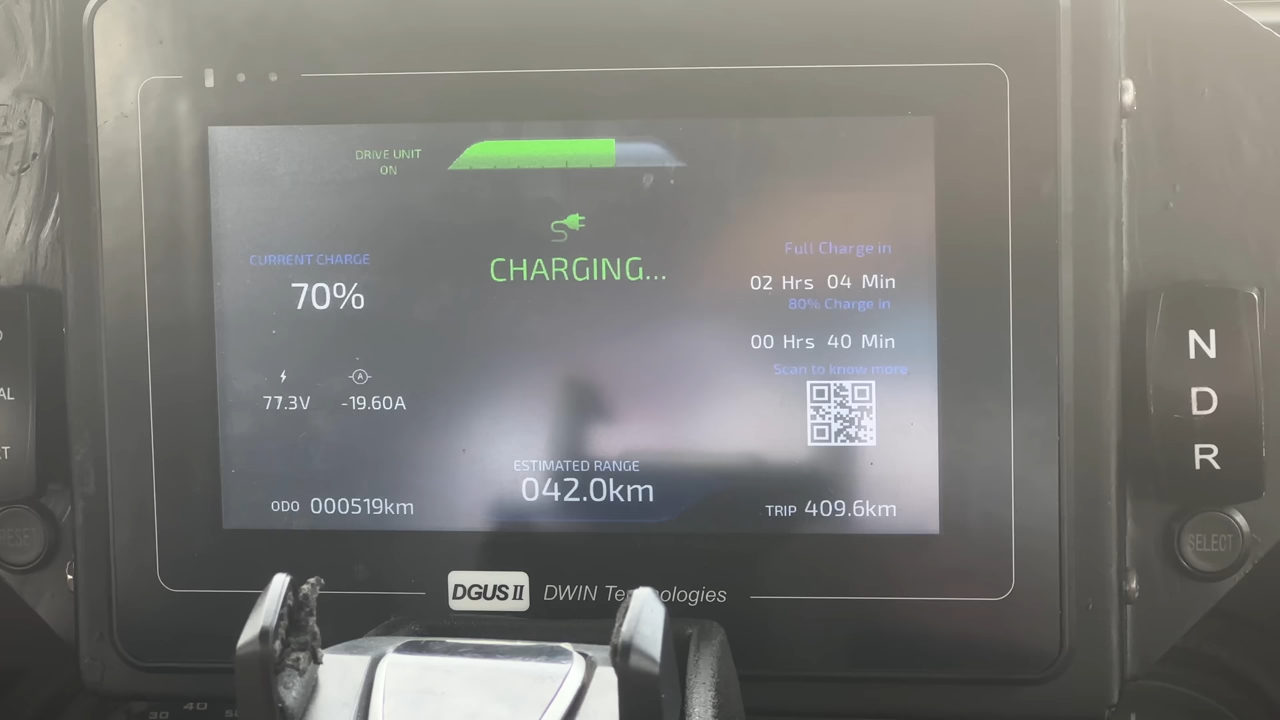 DRIVE UNIT
ON
CURRENT CHARGE
70%
77.3V -19.60A
CHARGING...
Full Charge in
02 Hrs 04 Min
80% Charge in
00 Hrs 40 Min
Scan to know more
ESTIMATED RANGE
042.0km
ODO 000519km
TRIP 409.6km
DGUS II DWIN Technologies
N
D
R
SELECT
RESET
40